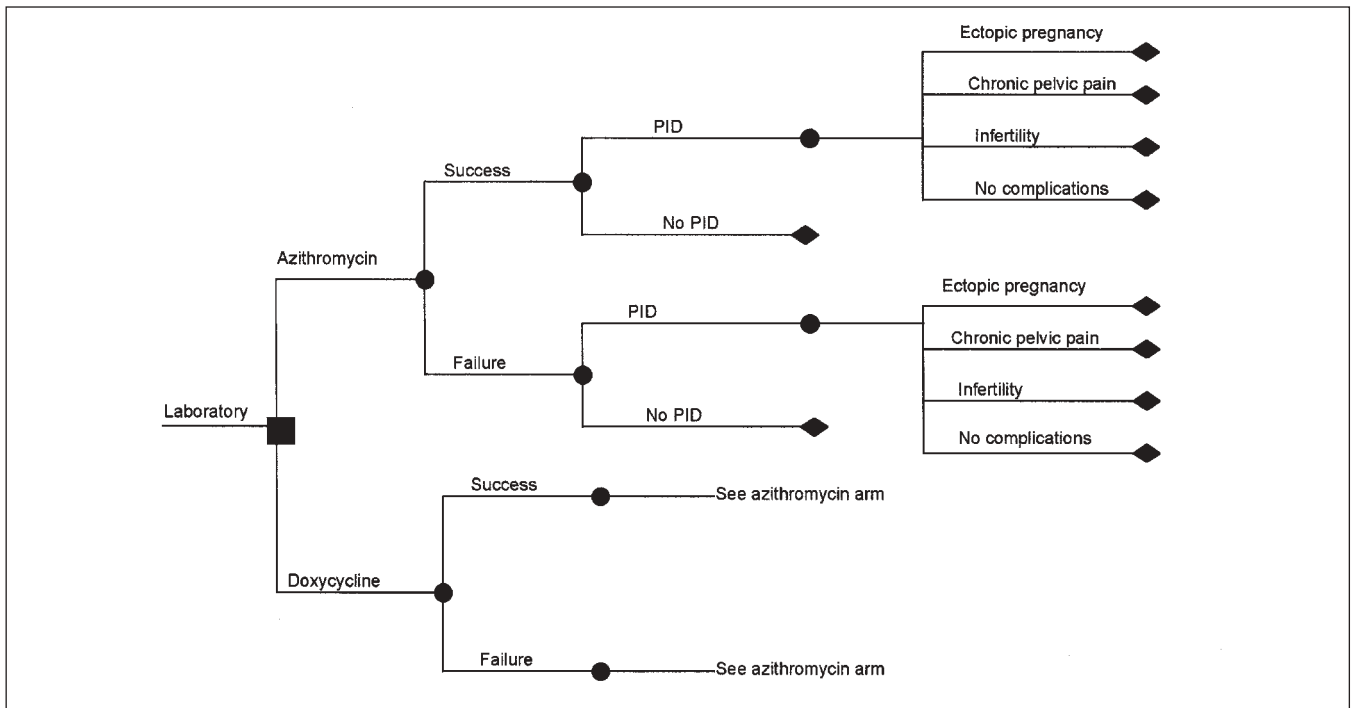 Ectopic pregnancy
Chronic pelvic pain
PID
Infertility
Success
No complications
No PID
Azithromycin
Ectopic pregnancy
PID
Chronic pelvic pain
Failure
Infertility
Laboratory
No PID
No complications
Success
See azithromycin arm
Doxycycline
Failure
See azithromycin arm